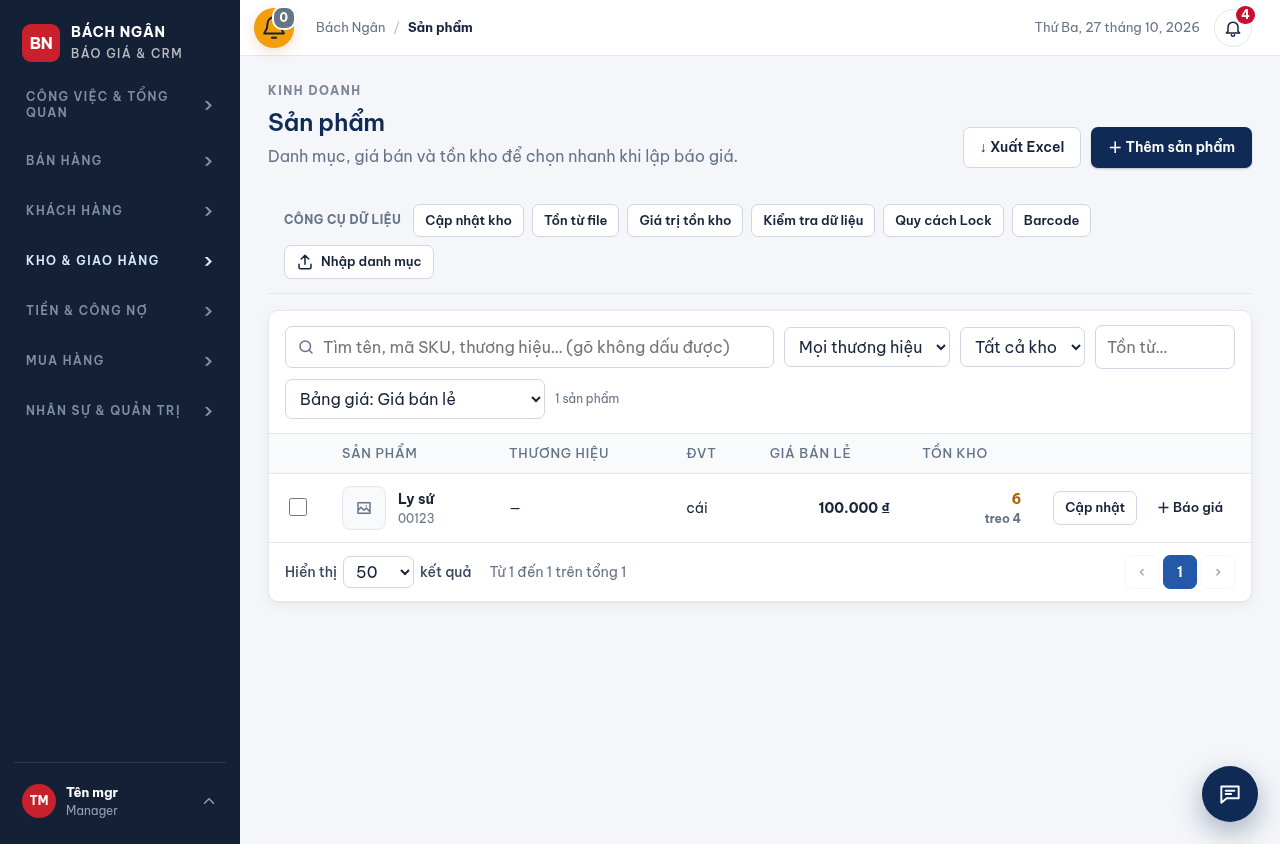 BN
BÁCH NGÂN
BÁO GIÁ & CRM
CÔNG VIỆC & TỔNG
QUAN
BÁN HÀNG
KHÁCH HÀNG
KHO & GIAO HÀNG
TIỀN & CÔNG NỢ
MUA HÀNG
NHÂN SỰ & QUẢN TRỊ
TM
Tên mgr
Manager
0
Bách Ngân / Sản phẩm
Thứ Ba, 27 tháng 10, 2026
4
KINH DOANH
Sản phẩm
Danh mục, giá bán và tồn kho để chọn nhanh khi lập báo giá.
↓ Xuất Excel
+ Thêm sản phẩm
CÔNG CỤ DỮ LIỆU
Cập nhật kho
Tồn từ file
Giá trị tồn kho
Kiểm tra dữ liệu
Quy cách Lock
Barcode
Nhập danh mục
Tìm tên, mã SKU, thương hiệu... (gõ không dấu được)
Mọi thương hiệu
Tất cả kho
Tồn từ...
Bảng giá: Giá bán lẻ
1 sản phẩm
SẢN PHẨM THƯƠNG HIỆU ĐVT GIÁ BÁN LẺ TỒN KHO
Ly sứ
00123
—
cái
100.000 ₫
6
treo 4
Cập nhật
+ Báo giá
Hiển thị 50 kết quả
Từ 1 đến 1 trên tổng 1
‹ 1 ›